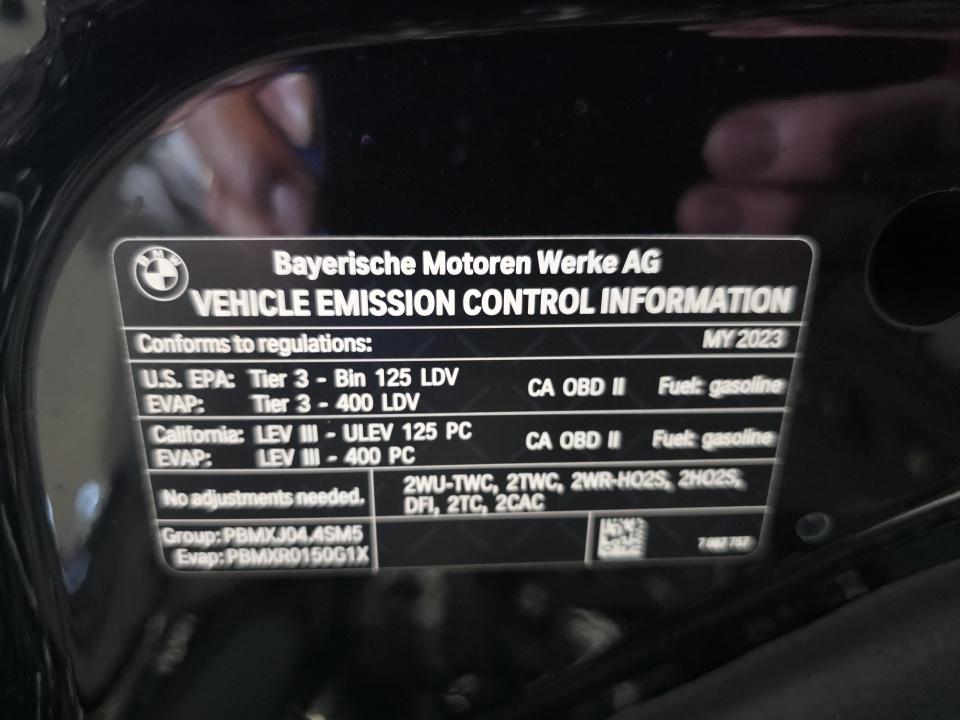 BMW
Bayerische Motoren Werke AG
VEHICLE EMISSION CONTROL INFORMATION
Conforms to regulations: MY 2023
U.S. EPA: Tier 3 - Bin 125 LDV CA OBD II Fuel: gasoline
EVAP: Tier 3 - 400 LDV
California: LEV III - ULEV 125 PC CA OBD II Fuel: gasoline
EVAP: LEV III - 400 PC
No adjustments needed. 2WU-TWC, 2TWC, 2WR-HO2S, 2HO2S,
DFI, 2TC, 2CAC
Group: PBMXJ04.4SM5
Evap: PBMXR0150G1X